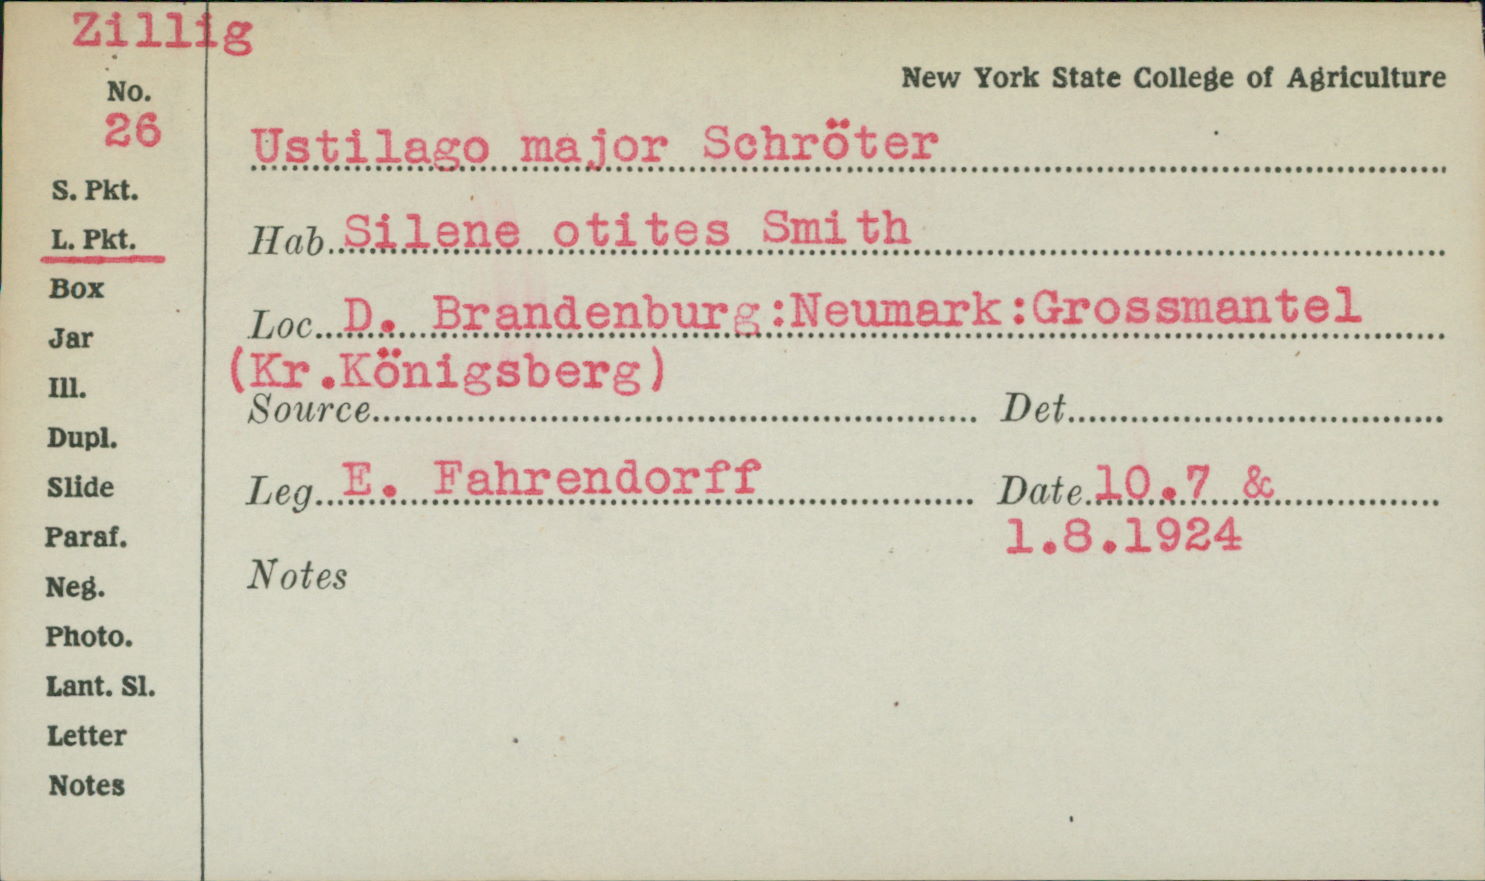 Zillig
New York State College of Agriculture
No.
26
Ustilago major Schröter
S. Pkt.
L. Pkt.
Hab. Silene otites Smith
Box
Loc. D. Brandenburg:Neumark:Grossmantel
Jar
(Kr.Königsberg)
Ill.
Source Det.
Dupl.
Slide
Leg. E. Fahrendorff Date 10.7 &
1.8.1924
Paraf.
Neg.
Notes
Photo.
Lant. Sl.
Letter
Notes